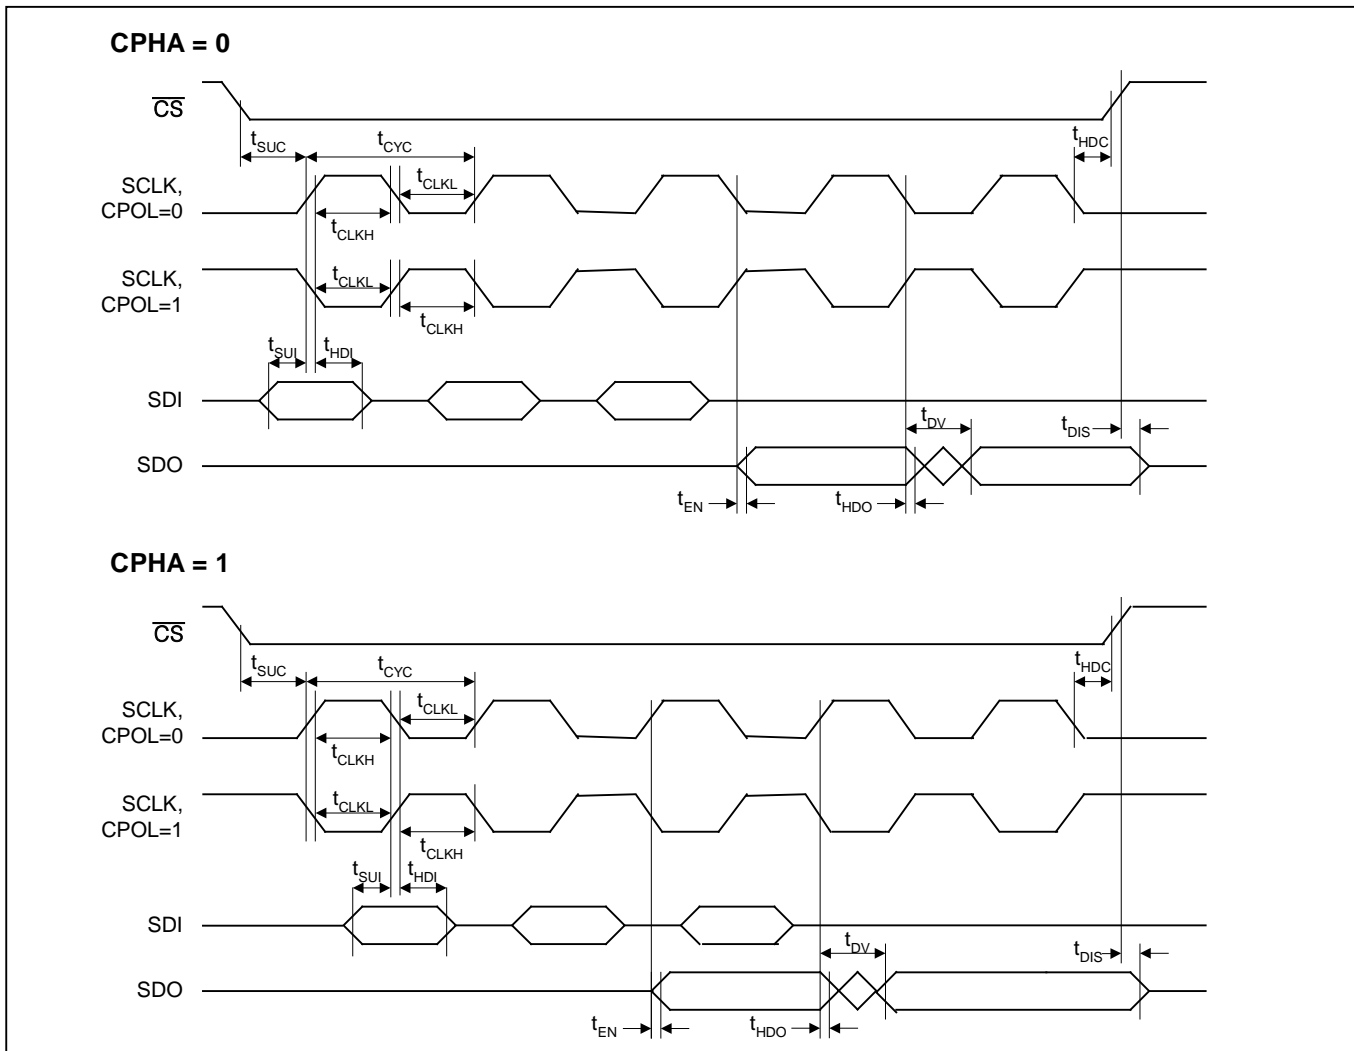 CPHA = 0
CS
tSUC
tCYC
tHDC
SCLK,
CPOL=0
tCLKL
tCLKH
SCLK,
CPOL=1
tCLKL
tCLKH
tSUI
tHDI
SDI
tDV
tDIS
SDO
tEN
tHDO
CPHA = 1
CS
tSUC
tCYC
tHDC
SCLK,
CPOL=0
tCLKL
tCLKH
SCLK,
CPOL=1
tCLKL
tCLKH
tSUI
tHDI
SDI
tDV
tDIS
SDO
tEN
tHDO